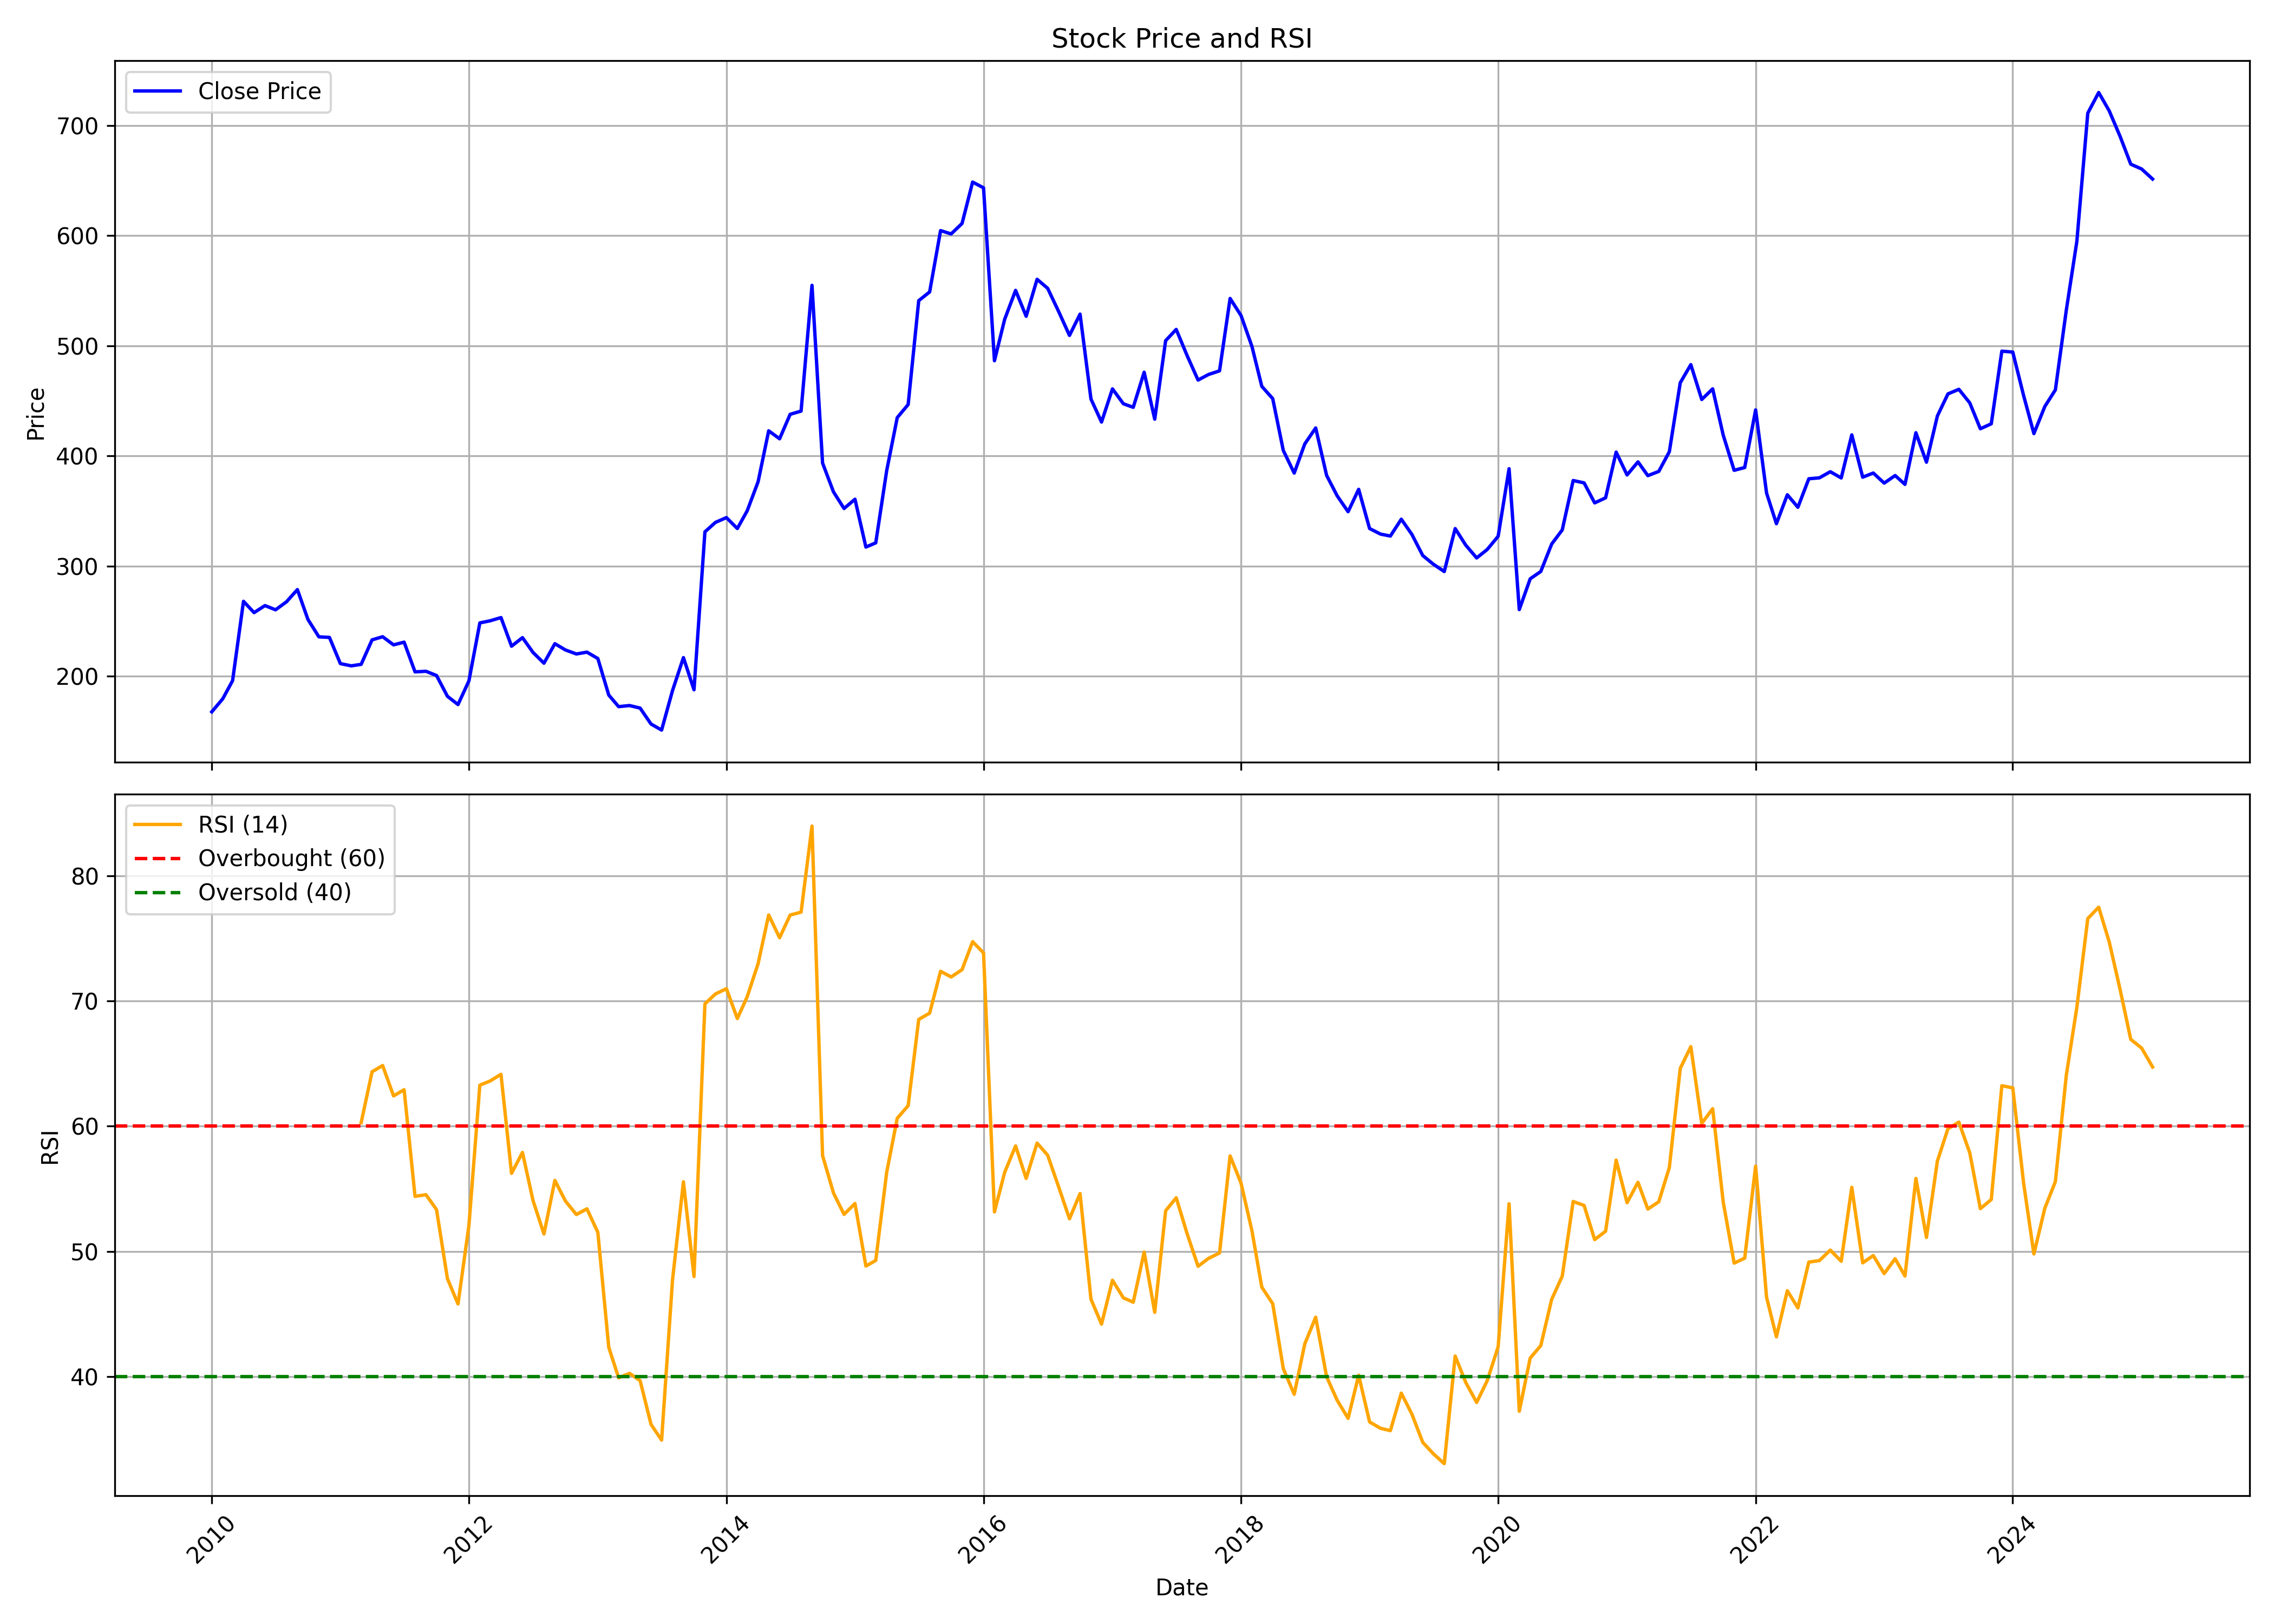 Stock Price and RSI
Close Price
Price
700
600
500
400
300
200
RSI (14)
Overbought (60)
Oversold (40)
RSI
80
70
60
50
40
2010
2012
2014
2016
2018
2020
2022
2024
Date